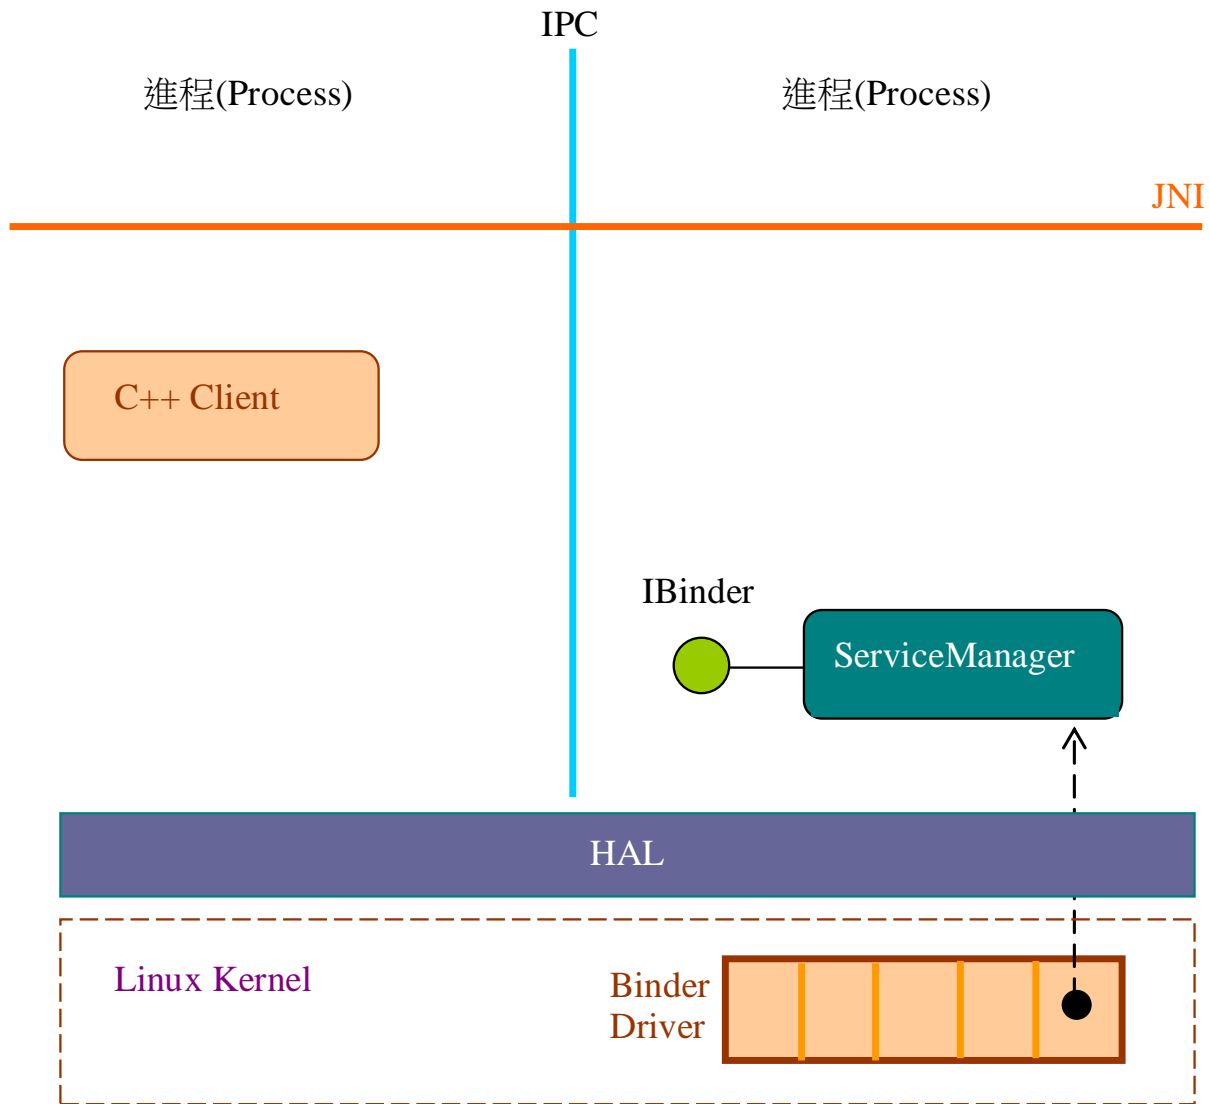 IPC
進程(Process)
進程(Process)
JNI
C++ Client
IBinder
ServiceManager
HAL
Linux Kernel
Binder
Driver